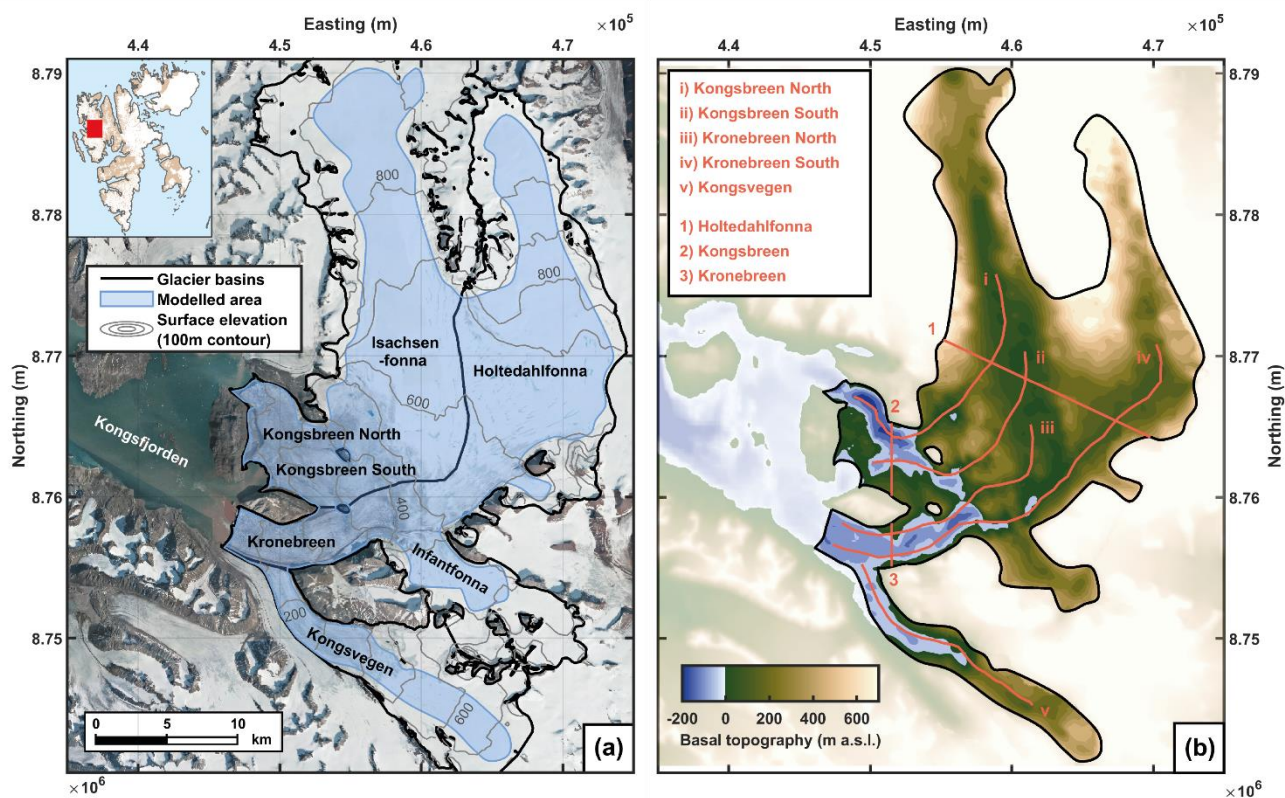 Easting (m)
×10⁵
4.4
4.5
4.6
4.7
8.79
8.78
8.77
8.76
8.75
Northing (m)
×10⁶
Glacier basins
Modelled area
Surface elevation
(100m contour)
800
800
Isachsen
-fonna
Holtedahlfonna
600
Kongsfjorden
Kongsbreen North
Kongsbreen South
400
Kronebreen
Infantfonna
200
Kongsvegen
600
0 5 10
km
(a)
Easting (m)
×10⁵
4.4
4.5
4.6
4.7
i) Kongsbreen North
ii) Kongsbreen South
iii) Kronebreen North
iv) Kronebreen South
v) Kongsvegen
1) Holtedahlfonna
2) Kongsbreen
3) Kronebreen
i
1
ii
iv
2
iii
3
v
-200 0 200 400 600
Basal topography (m a.s.l.)
(b)
8.79
8.78
8.77
8.76
8.75
Northing (m)
×10⁶